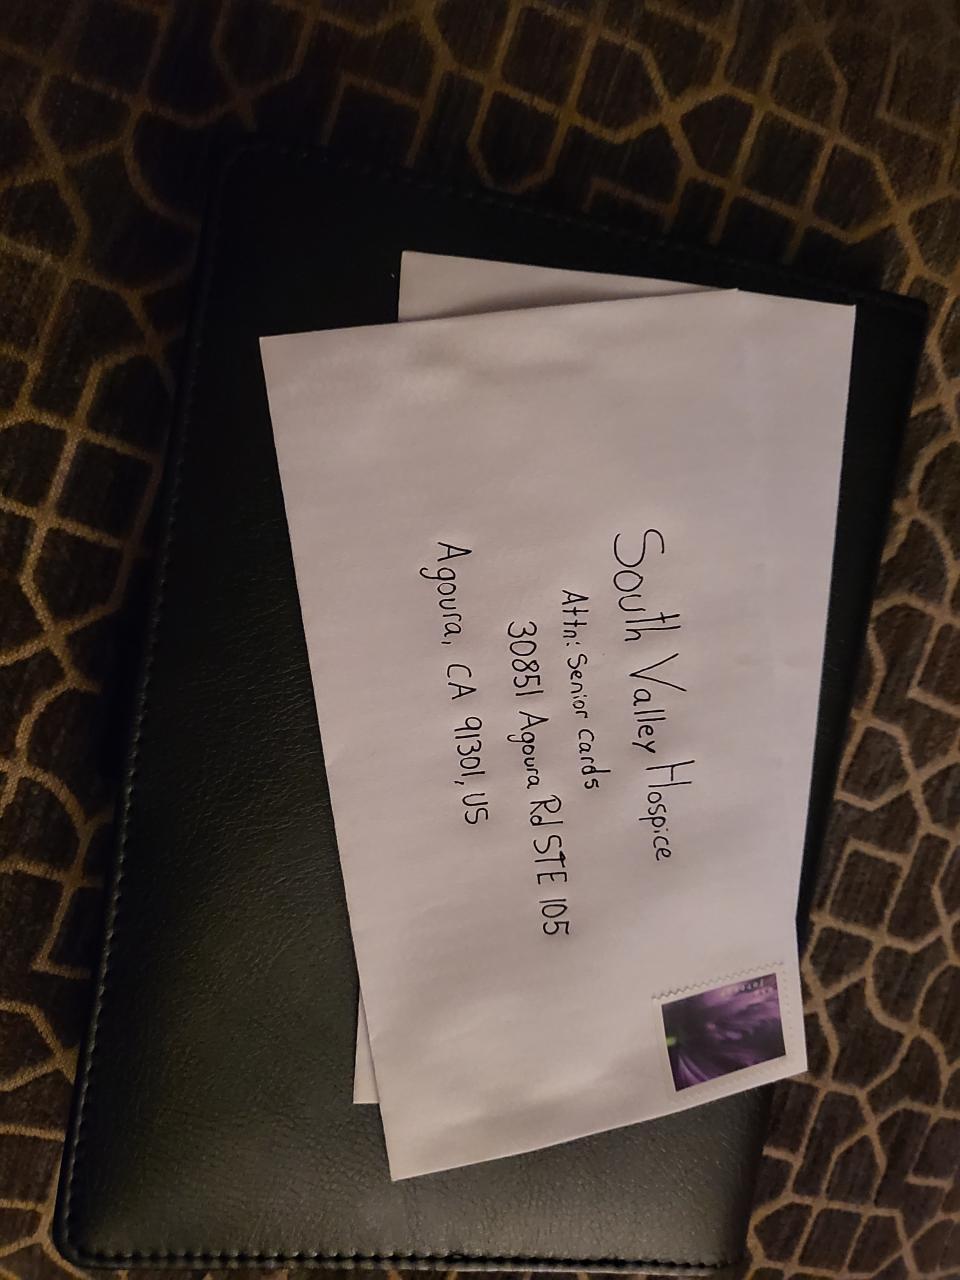 South Valley Hospice
Attn: Senior cards
30851 Agoura Rd STE 105
Agoura, CA 91301, US